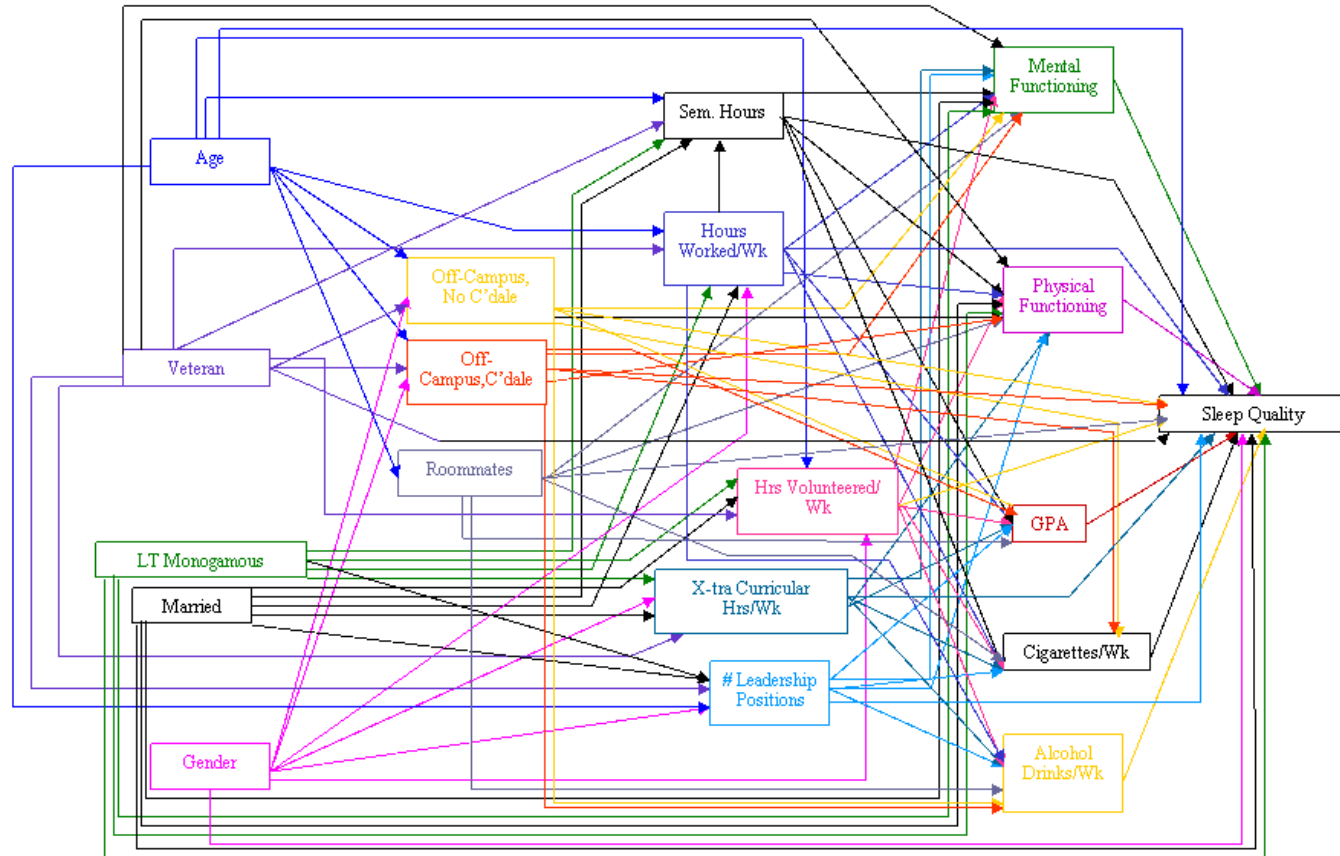 Mental
Functioning
Sem. Hours
Age
Hours
Worked/Wk
Off-Campus,
No C'dale
Physical
Functioning
Off-
Campus,C'dale
Veteran
Sleep Quality
Roommates
Hrs Volunteered/
Wk
GPA
LT Monogamous
X-tra Curricular
Hrs/Wk
Married
Cigarettes/Wk
# Leadership
Positions
Gender
Alcohol
Drinks/Wk